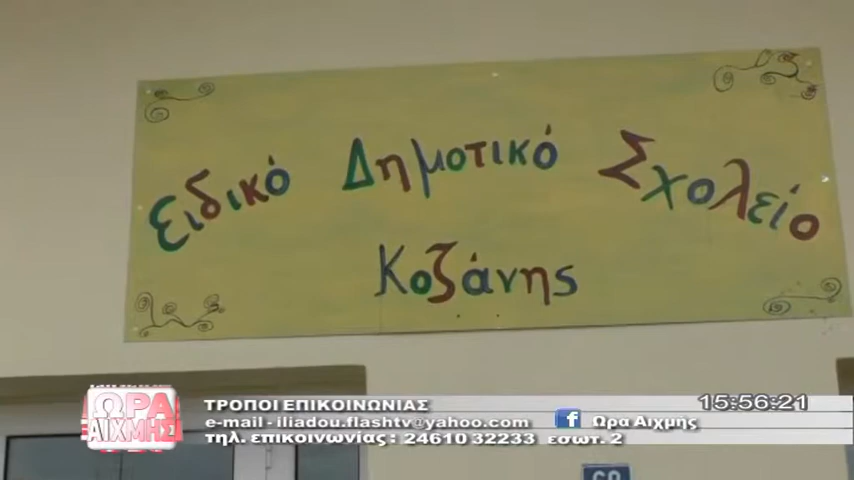 Ειδικό Δημοτικό Σχολείο
Κοζάνης
ΩΡΑ
ΑΙΧΜΗΣ
ΤΡΟΠΟΙ ΕΠΙΚΟΙΝΩΝΙΑΣ
15:56:21
e-mail - iliadou.flashtv@yahoo.com f Ωρα Αιχμής
τηλ. επικοινωνίας : 24610 32233 - εσωτ. 2